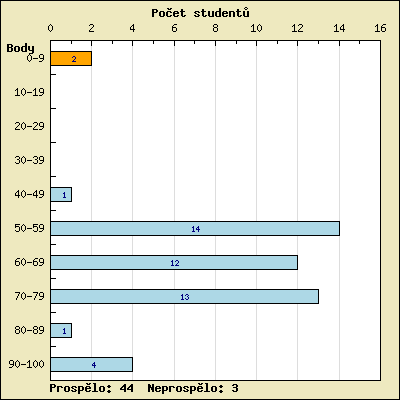 Počet studentů
0 2 4 6 8 10 12 14 16
Body
0-9 2
10-19
20-29
30-39
40-49 1
50-59 14
60-69 12
70-79 13
80-89 1
90-100 4
Prospělo: 44 Neprospělo: 3